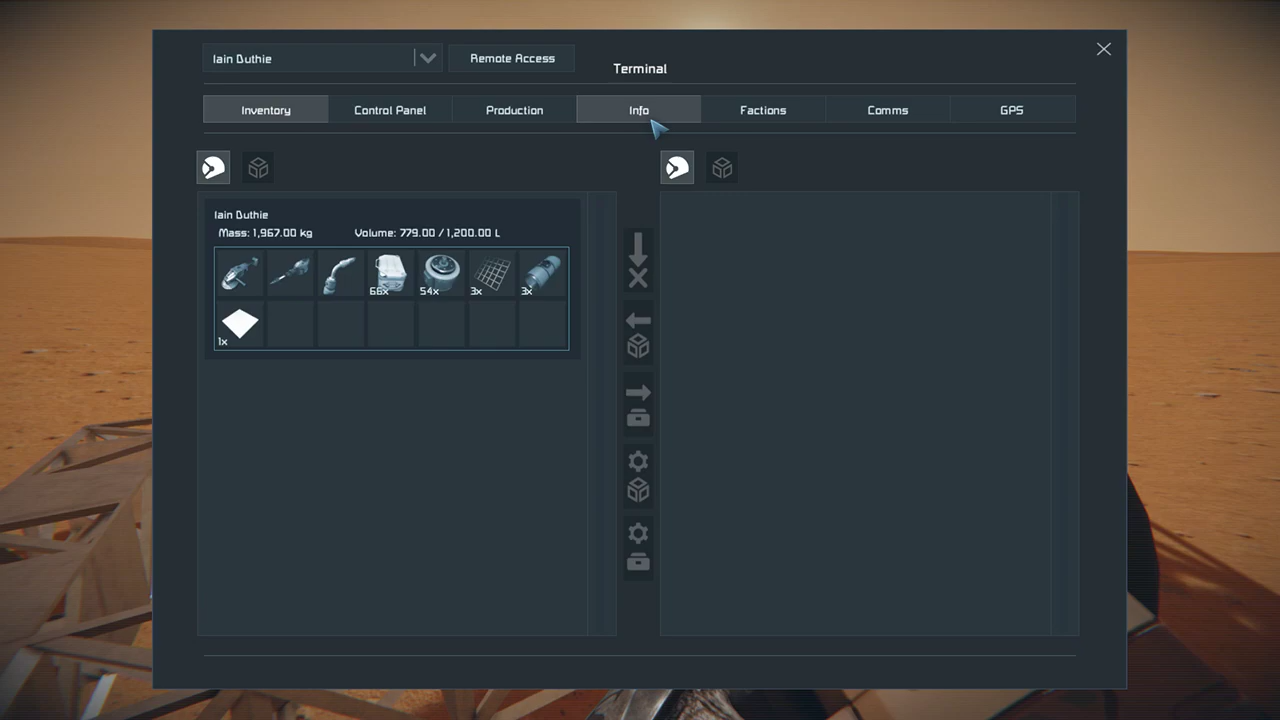 Iain Duthie
Remote Access
Terminal
Inventory
Control Panel
Production
Info
Factions
Comms
GPS
Iain Duthie
Mass: 1,967.00 kg
Volume: 779.00 / 1,200.00 L
66x
54x
3x
3x
1x